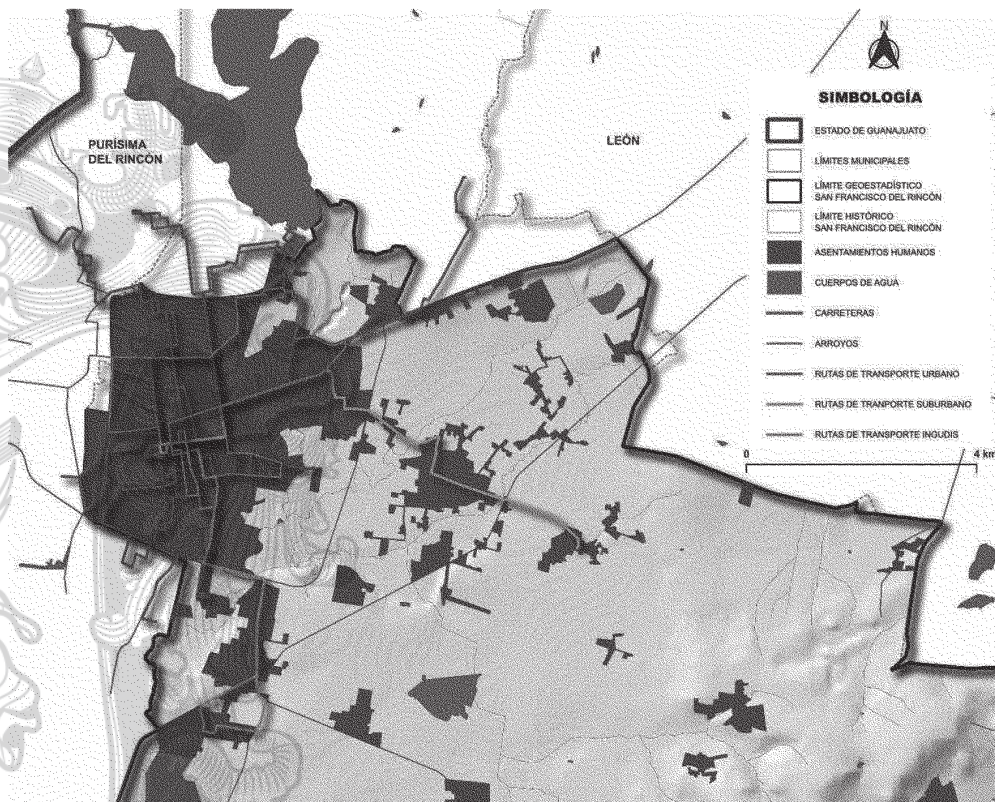 PURÍSIMA
DEL RINCÓN
LEÓN
N
SIMBOLOGÍA
ESTADO DE GUANAJUATO
LÍMITES MUNICIPALES
LÍMITE GEOESTADÍSTICO
SAN FRANCISCO DEL RINCÓN
LÍMITE HISTÓRICO
SAN FRANCISCO DEL RINCÓN
ASENTAMIENTOS HUMANOS
CUERPOS DE AGUA
CARRETERAS
ARROYOS
RUTAS DE TRANSPORTE URBANO
RUTAS DE TRANPORTE SUBURBANO
RUTAS DE TRANSPORTE INGUDIS
0 4 km